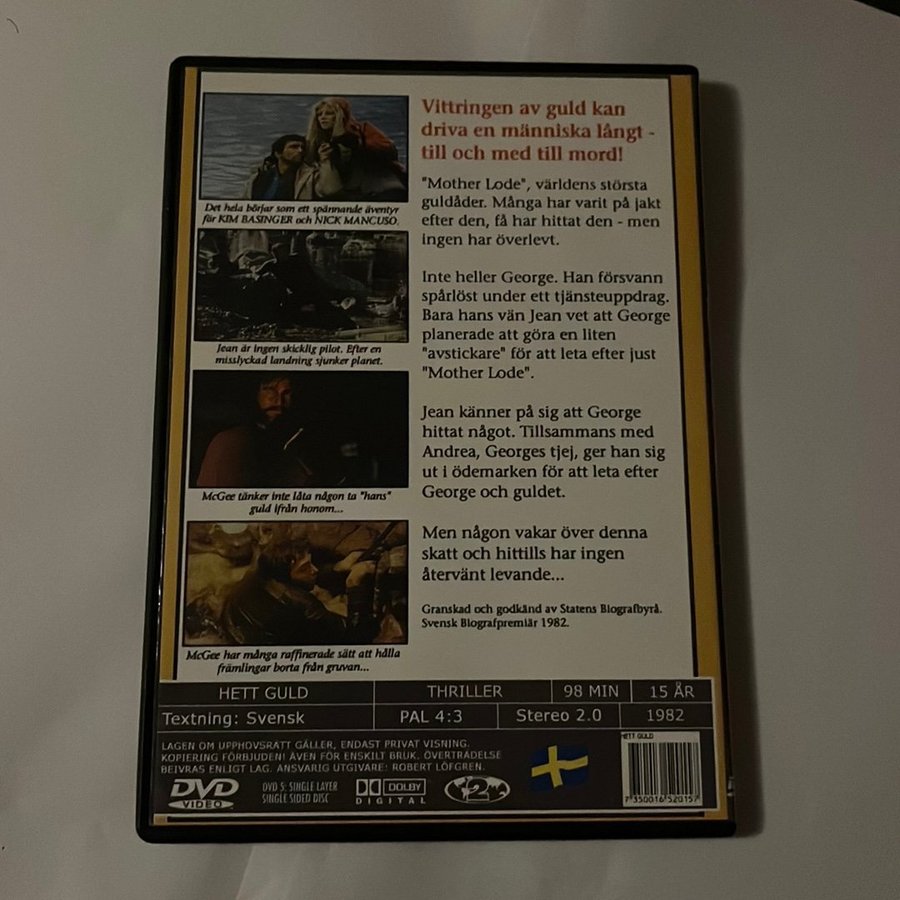 Vittringen av guld kan
driva en människa långt -
till och med till mord!
"Mother Lode", världens största
guldåder. Många har varit på jakt
efter den, få har hittat den - men
ingen har överlevt.
Inte heller George. Han försvann
spårlöst under ett tjänsteuppdrag.
Bara hans vän Jean vet att George
planerade att göra en liten
"avstickare" för att leta efter just
"Mother Lode".
Jean känner på sig att George
hittat något. Tillsammans med
Andrea, Georges tjej, ger han sig
ut i ödemarken för att leta efter
George och guldet.
Men någon vakar över denna
skatt och hittills har ingen
återvänt levande...
Granskad och godkänd av Statens Biografbyrå.
Svensk Biografpremiär 1982.
Det hela börjar som ett spännande äventyr
för KIM BASINGER och NICK MANCUSO.
Jean är ingen skicklig pilot. Efter en
misslyckad landning sjunker planet.
McGee tänker inte låta någon ta "hans"
guld ifrån honom...
McGee har många raffinerade sätt att hålla
främlingar borta från gruvan...
HETT GULD THRILLER 98 MIN 15 ÅR
Textning: Svensk PAL 4:3 Stereo 2.0 1982
LAGEN OM UPPHOVSRÄTT GÄLLER, ENDAST PRIVAT VISNING.
KOPIERING FÖRBJUDEN! ÄVEN FÖR ENSKILT BRUK. ÖVERTRÄDELSE
BEIVRAS ENLIGT LAG. ANSVARIG UTGIVARE: ROBERT LÖFGREN.
DVD
VIDEO
DVD 5: SINGLE LAYER
SINGLE SIDED DISC
DOLBY
DIGITAL
2
HETT GULD
7 350016 520157